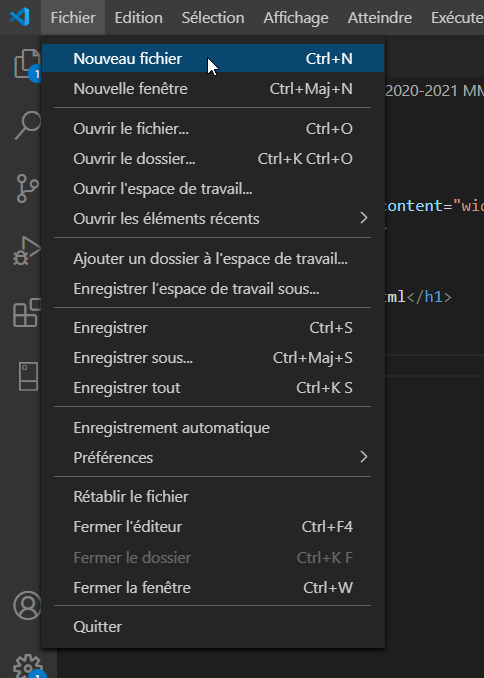 Fichier Edition Sélection Affichage Atteindre Exécute
Nouveau fichier Ctrl+N
Nouvelle fenêtre Ctrl+Maj+N
2020-2021 MM
Ouvrir le fichier... Ctrl+O
Ouvrir le dossier... Ctrl+K Ctrl+O
Ouvrir l'espace de travail...
content="wid
Ouvrir les éléments récents
Ajouter un dossier à l'espace de travail...
Enregistrer l'espace de travail sous...
ml</h1>
Enregistrer Ctrl+S
Enregistrer sous... Ctrl+Maj+S
Enregistrer tout Ctrl+K S
Enregistrement automatique
Préférences
Rétablir le fichier
Fermer l'éditeur Ctrl+F4
Fermer le dossier Ctrl+K F
Fermer la fenêtre Ctrl+W
Quitter
1
1